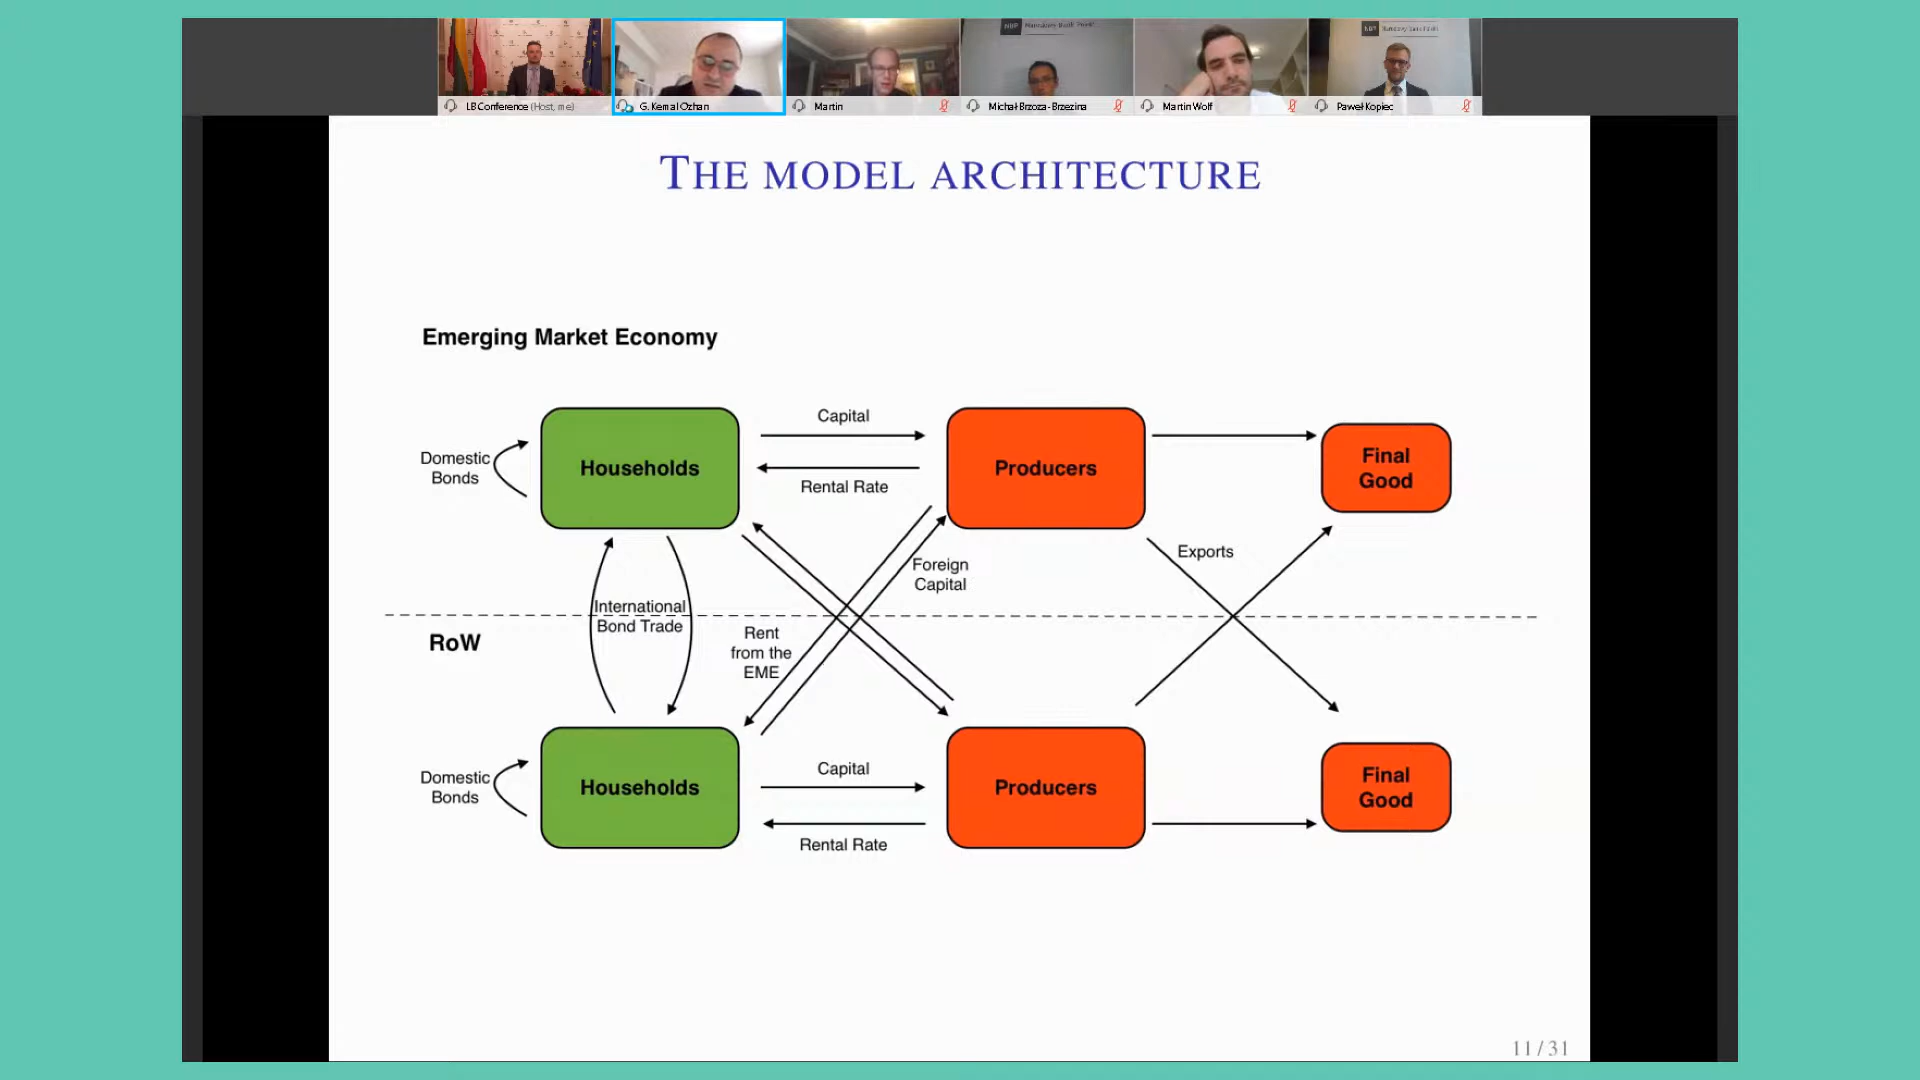 LB Conference (Host, me)
G. Kemal Ozhan
Martin
Michał Brzoza-Brzezina
Martin Wolf
Paweł Kopiec
NBP
NBP
THE MODEL ARCHITECTURE
Emerging Market Economy
Domestic
Bonds
Households
Capital
Rental Rate
Producers
Final
Good
Foreign
Capital
Exports
International
Bond Trade
RoW
Rent
from the
EME
Domestic
Bonds
Households
Capital
Rental Rate
Producers
Final
Good
11/31